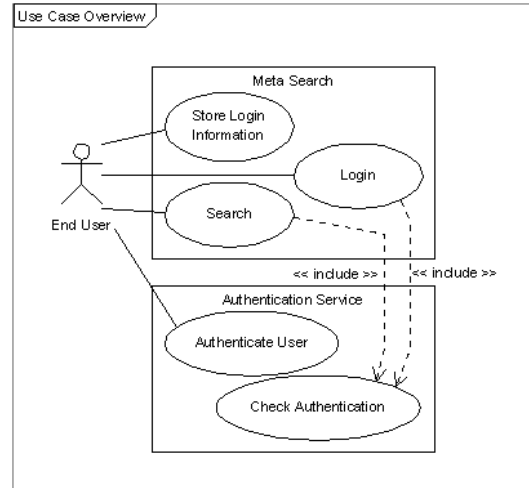 Use Case Overview
Meta Search
Store Login
Information
Login
Search
End User
<< include >>
<< include >>
Authentication Service
Authenticate User
Check Authentication